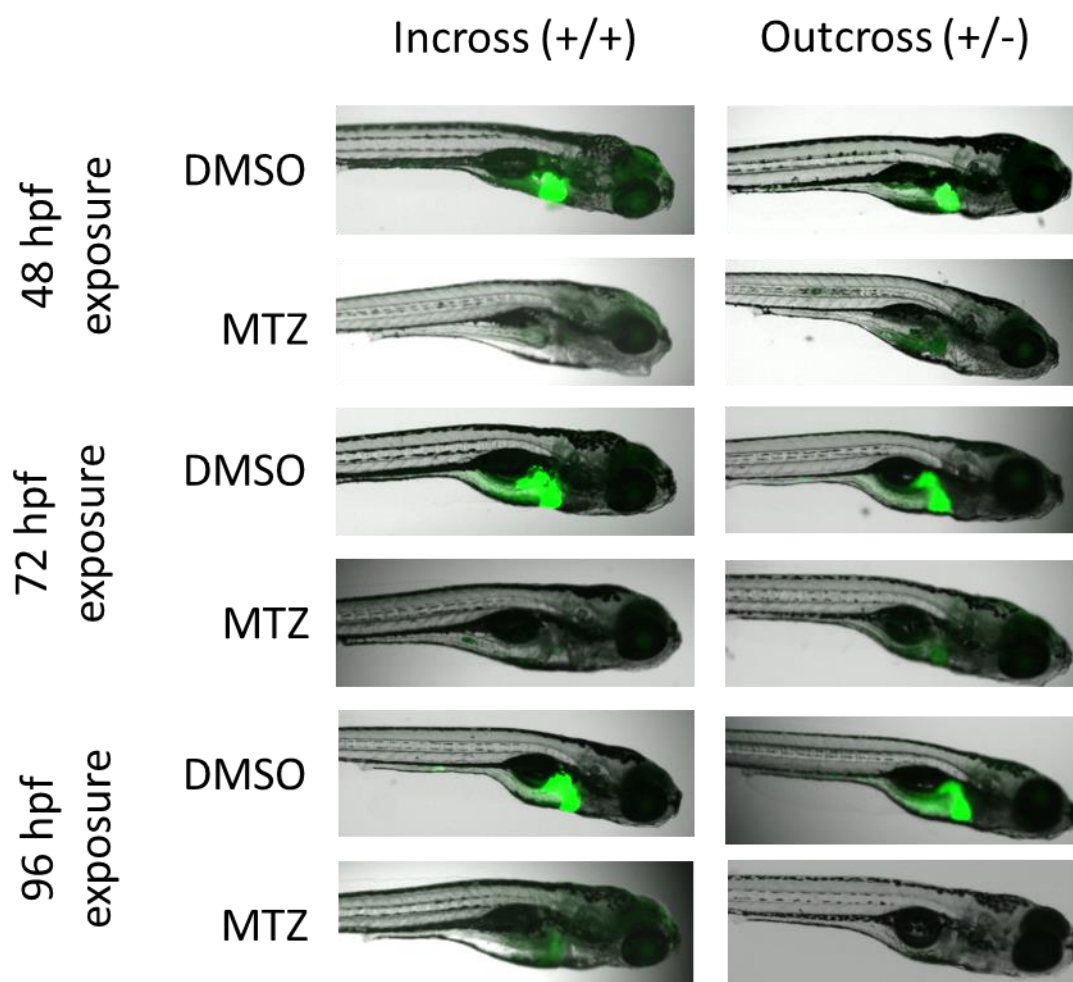 Incross (+/+)
Outcross (+/-)
48 hpf
exposure
DMSO
MTZ
72 hpf
exposure
DMSO
MTZ
96 hpf
exposure
DMSO
MTZ